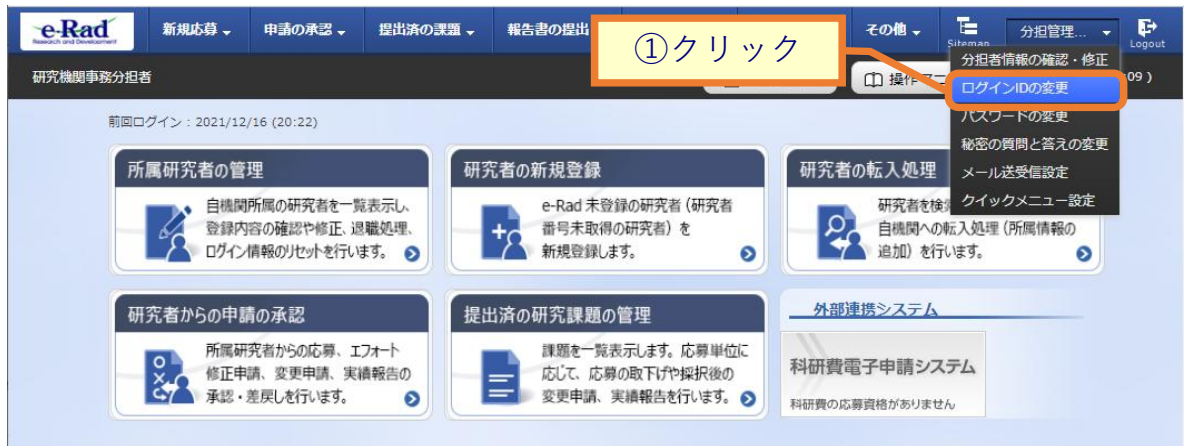 e-Rad
Research and Development
新規応募
申請の承認
提出済の課題
報告書の提出
その他
Sitemap
分担管理...
Logout
①クリック
研究機関事務分担者
操作マニ
09 )
分担者情報の確認・修正
ログインIDの変更
パスワードの変更
秘密の質問と答えの変更
メール送受信設定
クイックメニュー設定
前回ログイン：2021/12/16 (20:22)
所属研究者の管理
自機関所属の研究者を一覧表示し、
登録内容の確認や修正、退職処理、
ログイン情報のリセットを行います。
研究者の新規登録
e-Rad 未登録の研究者（研究者
番号未取得の研究者）を
新規登録します。
研究者の転入処理
研究者を検
自機関への転入処理（所属情報の
追加）を行います。
研究者からの申請の承認
所属研究者からの応募、エフォート
修正申請、変更申請、実績報告の
承認・差戻しを行います。
提出済の研究課題の管理
課題を一覧表示します。応募単位に
応じて、応募の取下げや採択後の
変更申請、実績報告を行います。
外部連携システム
科研費電子申請システム
科研費の応募資格がありません